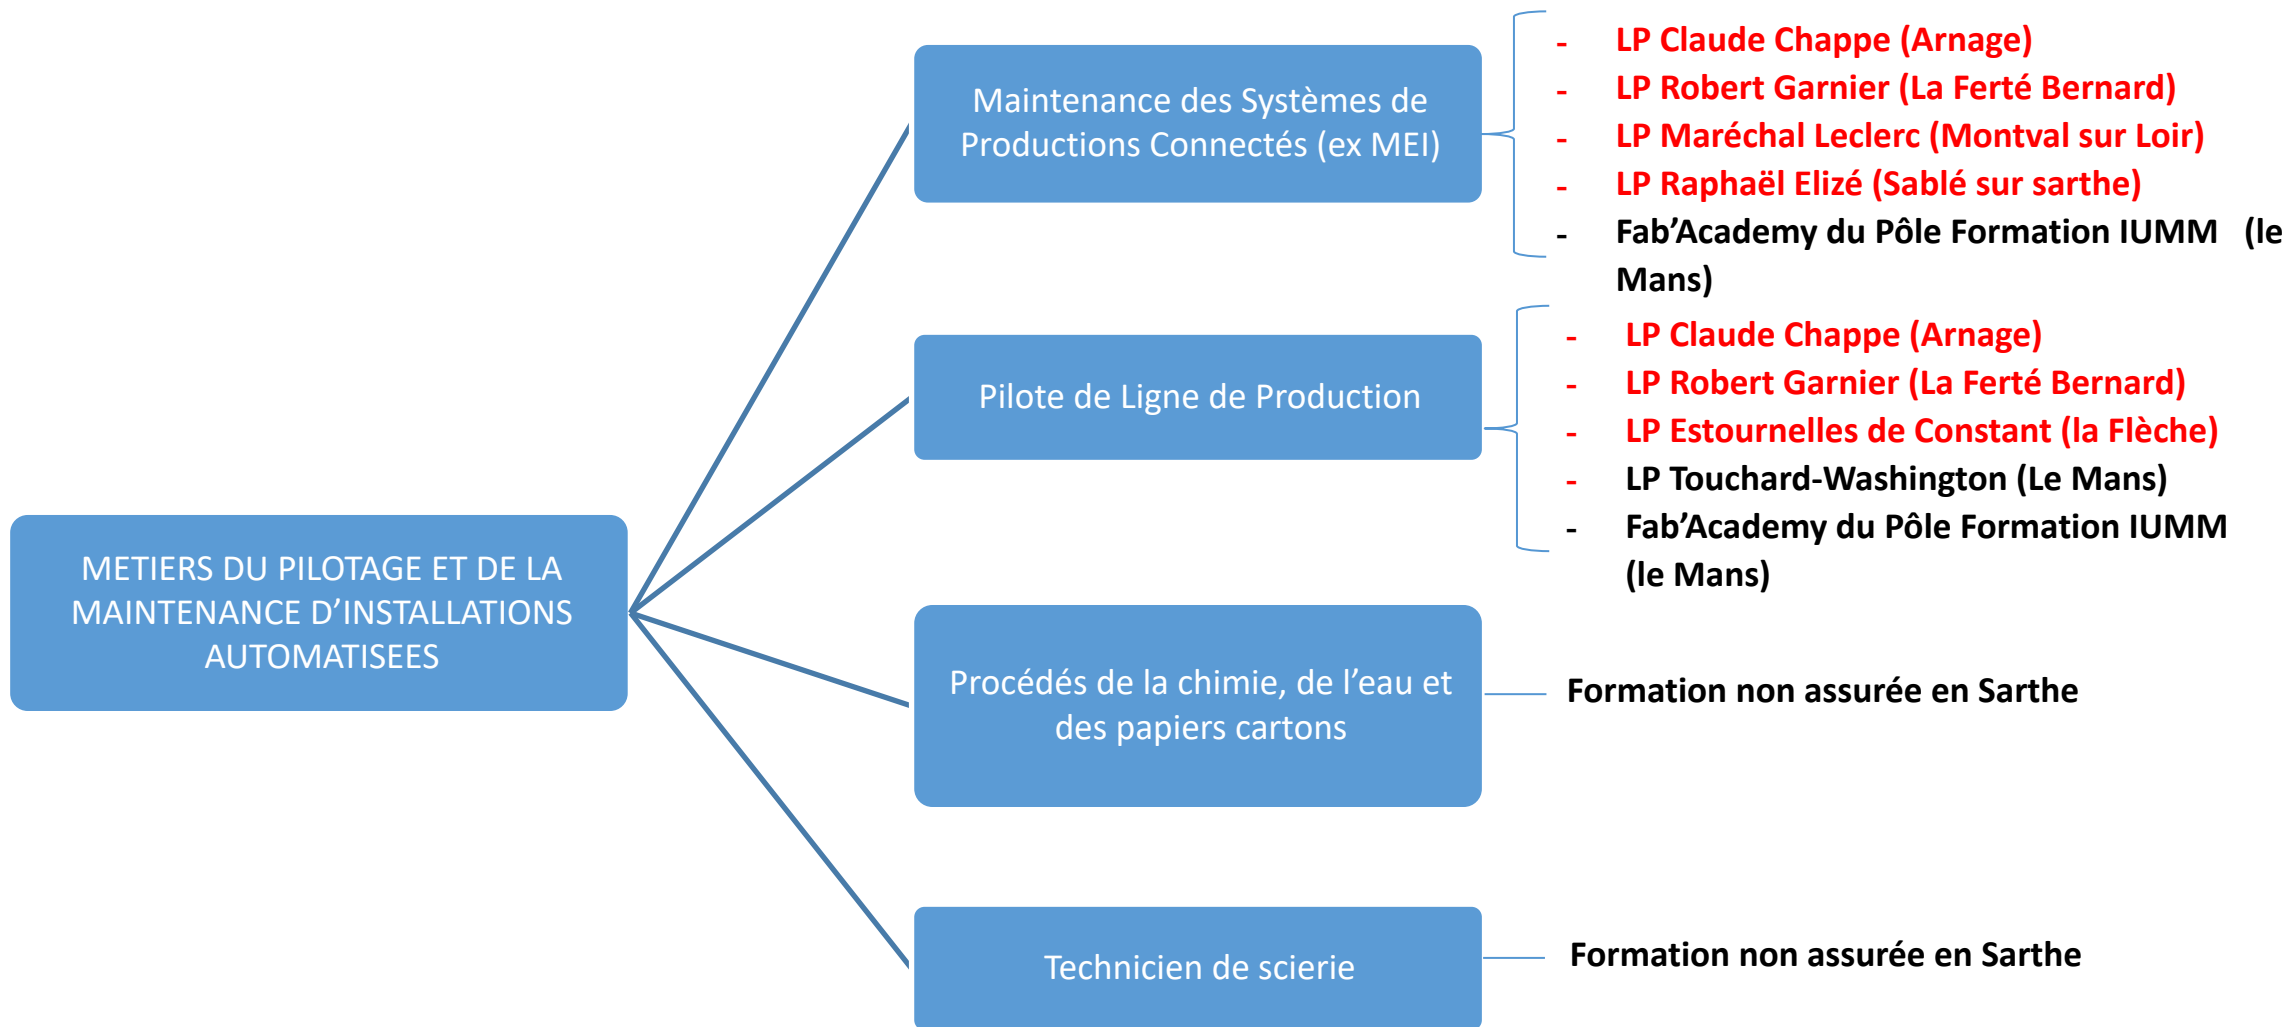 METIERS DU PILOTAGE ET DE LA
MAINTENANCE D’INSTALLATIONS
AUTOMATISEES
Maintenance des Systèmes de
Productions Connectés (ex MEI)
- LP Claude Chappe (Arnage)
- LP Robert Garnier (La Ferté Bernard)
- LP Maréchal Leclerc (Montval sur Loir)
- LP Raphaël Elizé (Sablé sur sarthe)
- Fab’Academy du Pôle Formation IUMM (le
Mans)
Pilote de Ligne de Production
- LP Claude Chappe (Arnage)
- LP Robert Garnier (La Ferté Bernard)
- LP Estournelles de Constant (la Flèche)
- LP Touchard-Washington (Le Mans)
- Fab’Academy du Pôle Formation IUMM
(le Mans)
Procédés de la chimie, de l’eau et
des papiers cartons
Formation non assurée en Sarthe
Technicien de scierie
Formation non assurée en Sarthe